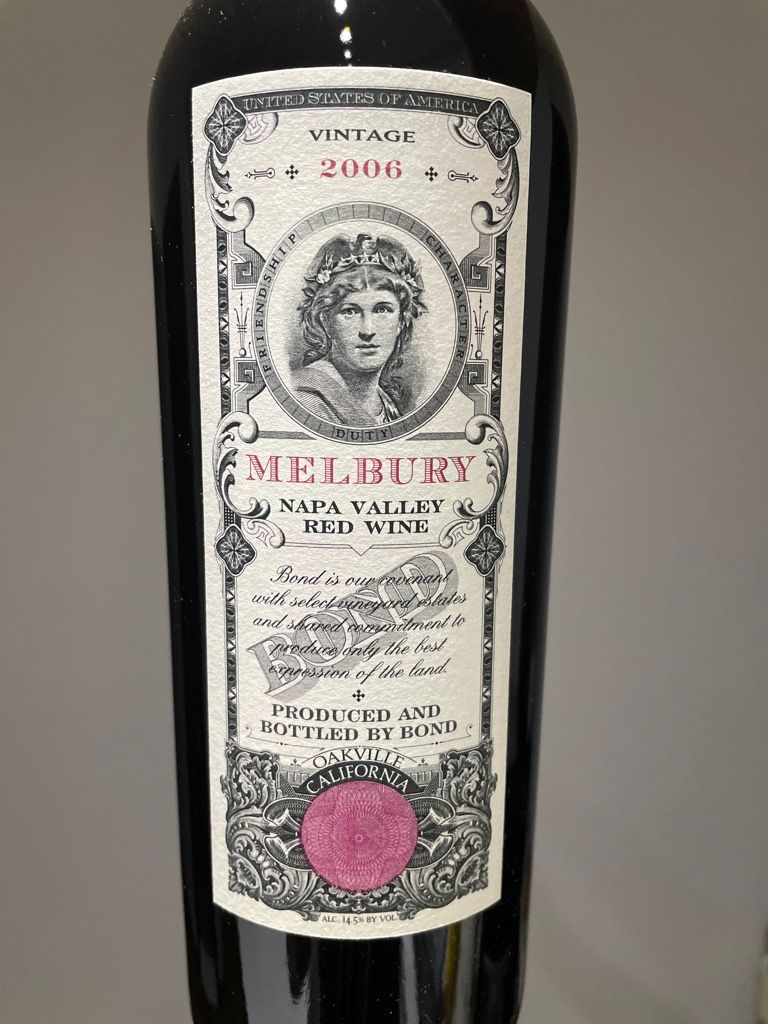 UNITED STATES OF AMERICA
VINTAGE
2006
FRIENDSHIP
CHARACTER
DUTY
MELBURY
NAPA VALLEY
RED WINE
BOND
Bond is our covenant
with select vineyard estates
and shared commitment to
produce only the best
expression of the land.
PRODUCED AND
BOTTLED BY BOND
OAKVILLE
CALIFORNIA
ALC. 14.5% BY VOL.